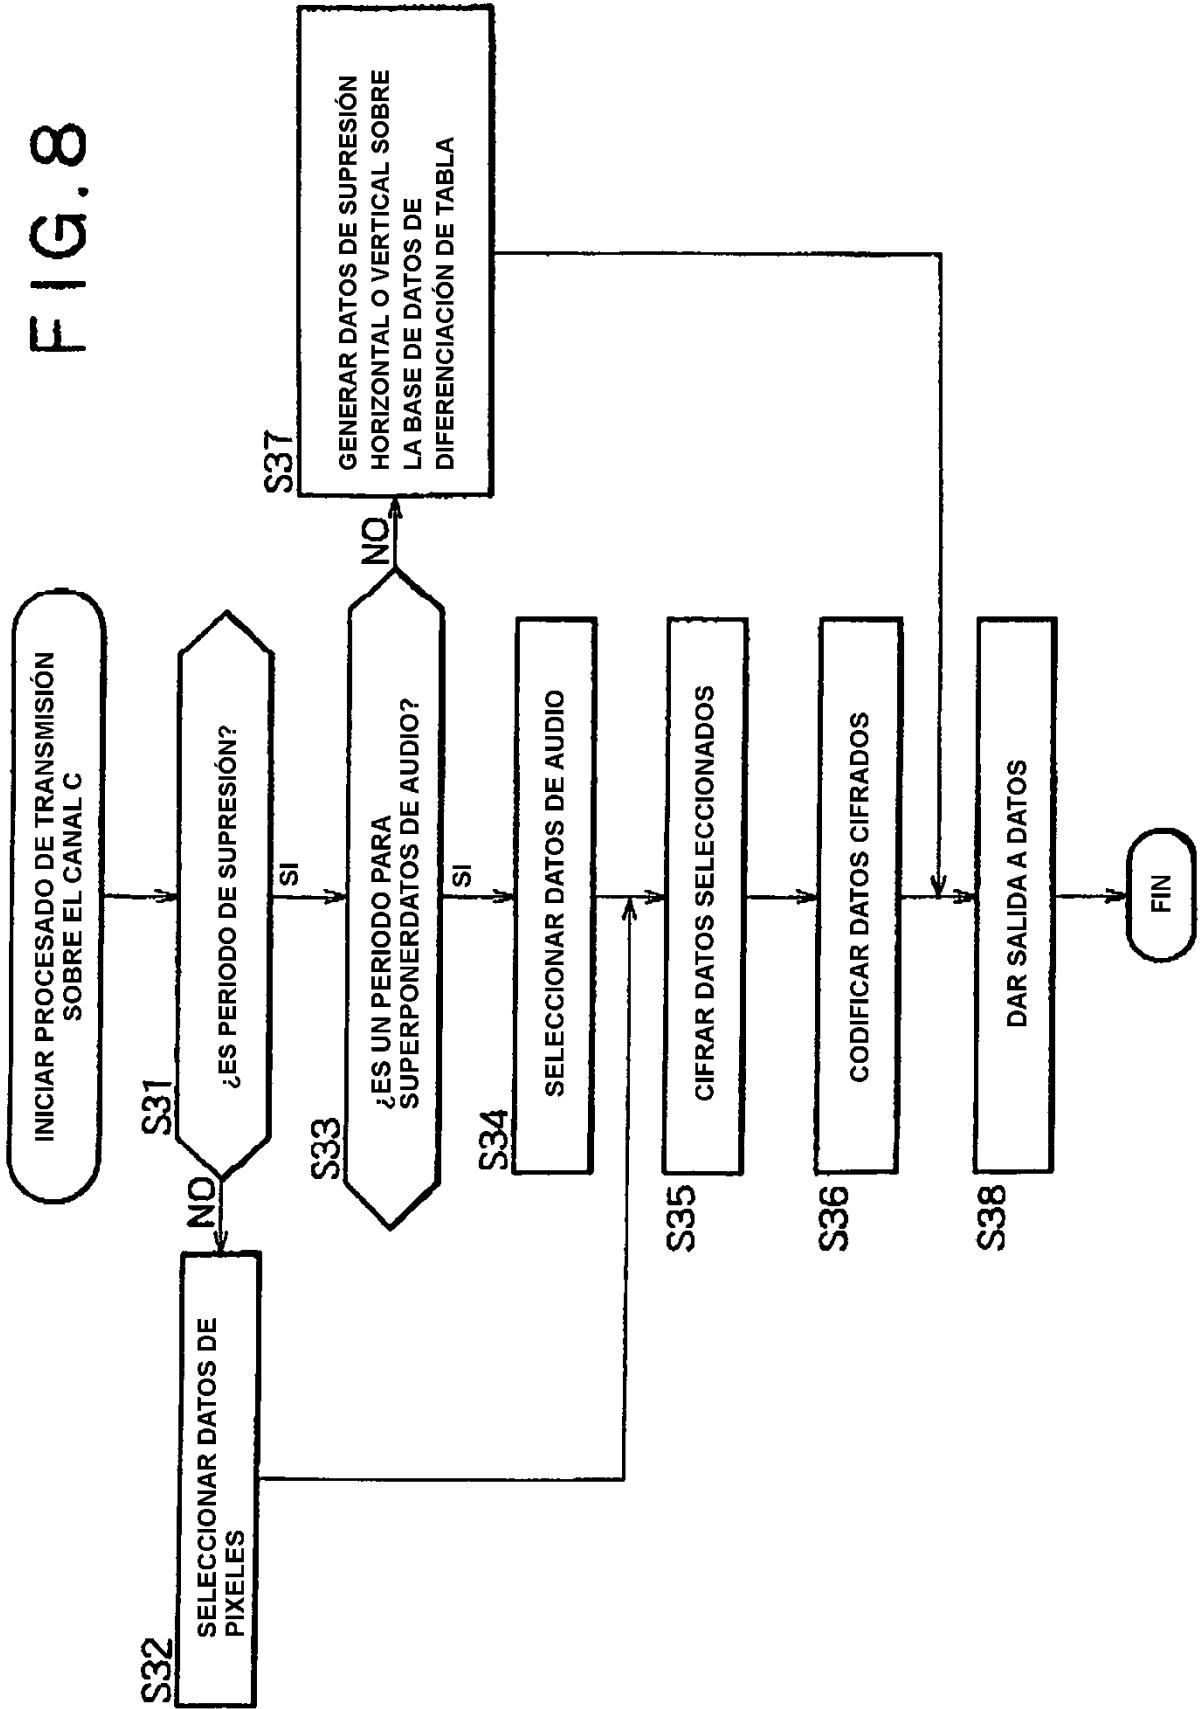 FIG.8
INICIAR PROCESADO DE TRANSMISIÓN
SOBRE EL CANAL C
S31
¿ES PERIODO DE SUPRESIÓN?
NO
SI
S32
SELECCIONAR DATOS DE
PIXELES
S33
¿ES UN PERIODO PARA
SUPERPONERDATOS DE AUDIO?
NO
SI
S37
GENERAR DATOS DE SUPRESIÓN
HORIZONTAL O VERTICAL SOBRE
LA BASE DE DATOS DE
DIFERENCIACIÓN DE TABLA
S34
SELECCIONAR DATOS DE AUDIO
S35
CIFRAR DATOS SELECCIONADOS
S36
CODIFICAR DATOS CIFRADOS
S38
DAR SALIDA A DATOS
FIN